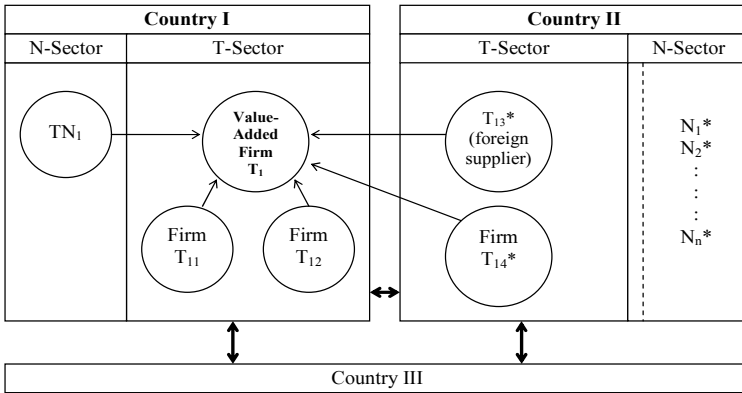 Country I
Country II
N-Sector
T-Sector
T-Sector
N-Sector
TN₁
Value-
Added
Firm
T₁
T₁₃*
(foreign
supplier)
N₁*
N₂*
:
:
:
Nₙ*
Firm
T₁₁
Firm
T₁₂
Firm
T₁₄*
Country III